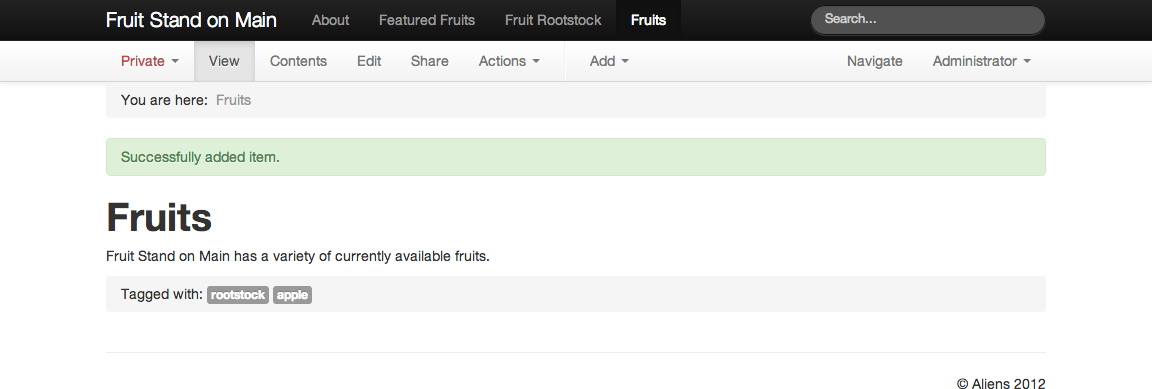 Fruit Stand on Main About Featured Fruits Fruit Rootstock Fruits Search...
Private View Contents Edit Share Actions Add Navigate Administrator
You are here: Fruits
Successfully added item.
Fruits
Fruit Stand on Main has a variety of currently available fruits.
Tagged with: rootstock apple
© Aliens 2012